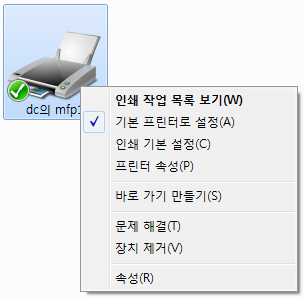 dc의 mfp1
인쇄 작업 목록 보기(W)
기본 프린터로 설정(A)
인쇄 기본 설정(C)
프린터 속성(P)
바로 가기 만들기(S)
문제 해결(T)
장치 제거(V)
속성(R)